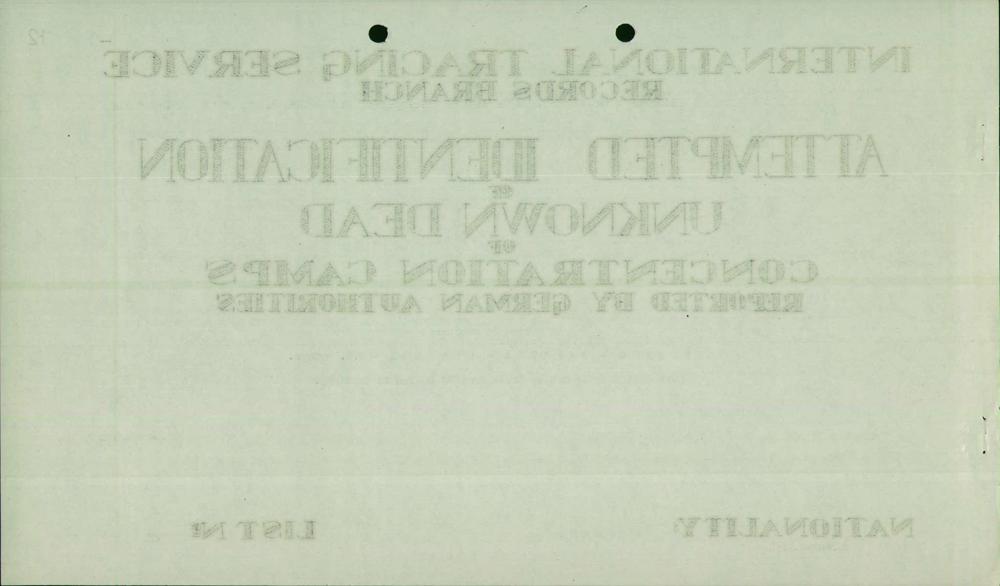 12
INTERNATIONAL TRACING SERVICE
RECORDS BRANCH
ATTEMPTED IDENTIFICATION
OF
UNKNOWN DEAD
OF
CONCENTRATION CAMPS
REPORTED BY GERMAN AUTHORITIES
NATIONALITY: LIST Nº